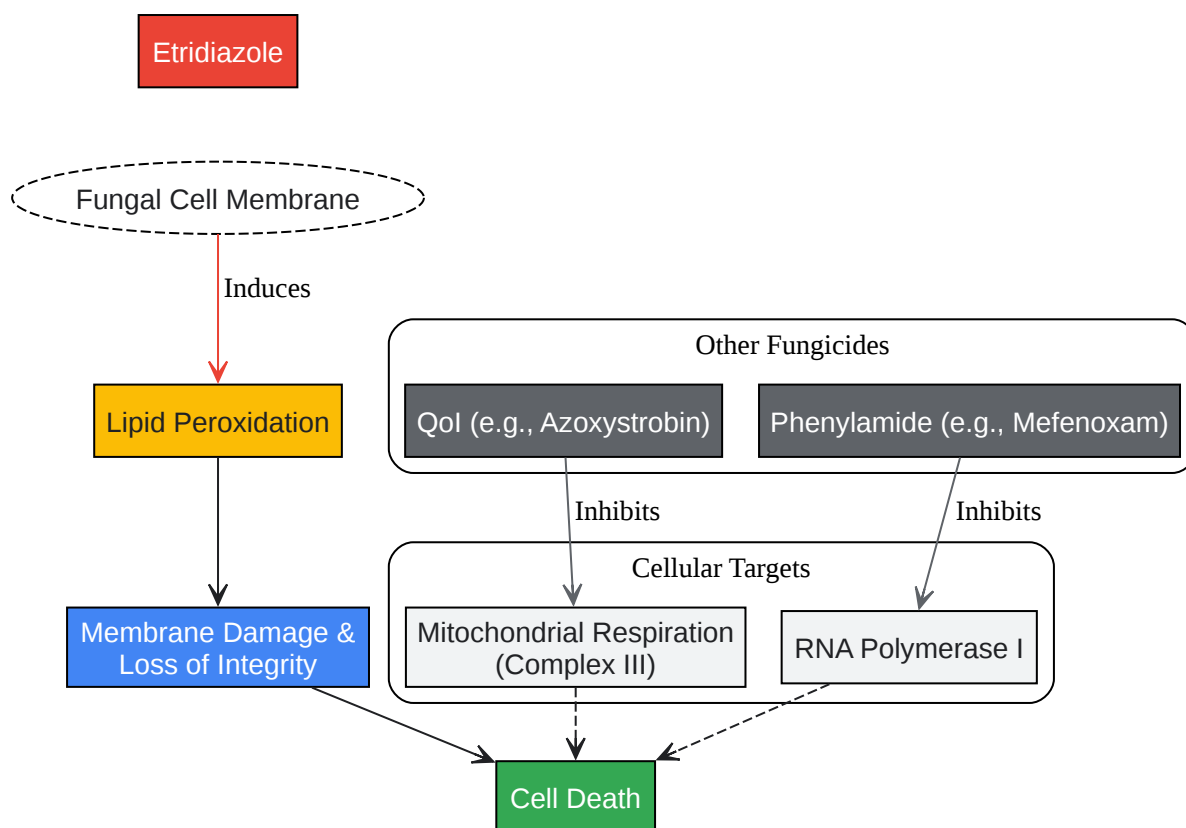 Etridiazole
Fungal Cell Membrane
Induces
Other Fungicides
Lipid Peroxidation
QoI (e.g., Azoxystrobin)
Phenylamide (e.g., Mefenoxam)
Inhibits
Inhibits
Cellular Targets
Membrane Damage &
Loss of Integrity
Mitochondrial Respiration
(Complex III)
RNA Polymerase I
Cell Death